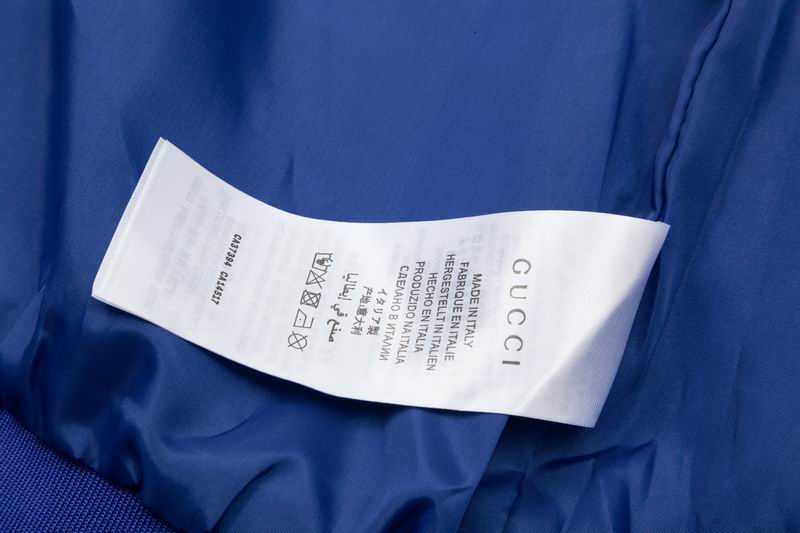 GUCCI
MADE IN ITALY
FABRIQUE EN ITALIE
HERGESTELLT IN ITALIEN
HECHO EN ITALIA
PRODUZIDO NA ITALIA
СДЕЛАНО В ИТАЛИИ
イタリア製
产地:意大利
صنع في إيطاليا
CA37394 CA14517